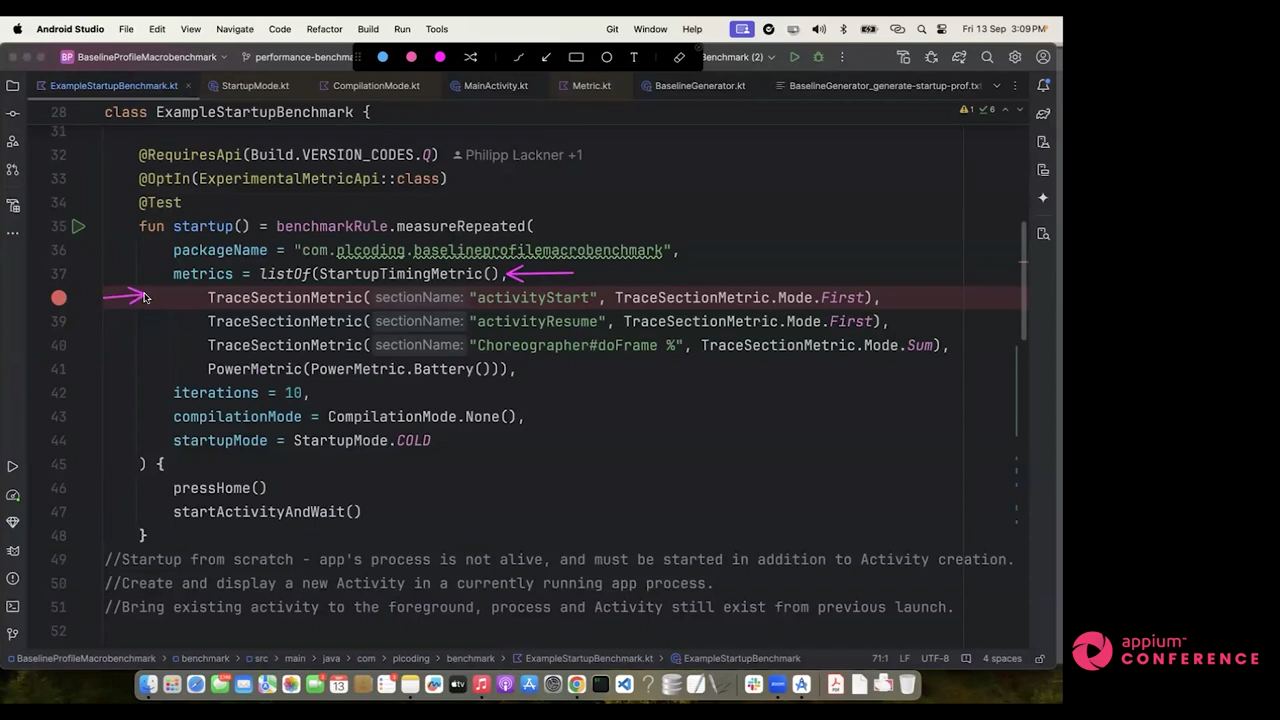 Android Studio File Edit View Navigate Code Refactor Build Run Tools Git Window Help Fri 13 Sep 3:09 PM
BP BaselineProfileMacrobenchmark performance-benchma T enchmark (2)
ExampleStartupBenchmark.kt StartupMode.kt CompilationMode.kt MainActivity.kt Metric.kt BaselineGenerator.kt BaselineGenerator_generate-startup-prof.txt
28 class ExampleStartupBenchmark { 1 6
31
32 @RequiresApi(Build.VERSION_CODES.Q) Philipp Lackner +1
33 @OptIn(ExperimentalMetricApi::class)
34 @Test
35 fun startup() = benchmarkRule.measureRepeated(
36 packageName = "com.plcoding.baselineprofilemacrobenchmark",
37 metrics = listOf(StartupTimingMetric(),
TraceSectionMetric( sectionName: "activityStart", TraceSectionMetric.Mode.First),
39 TraceSectionMetric( sectionName: "activityResume", TraceSectionMetric.Mode.First),
40 TraceSectionMetric( sectionName: "Choreographer#doFrame %", TraceSectionMetric.Mode.Sum),
41 PowerMetric(PowerMetric.Battery())),
42 iterations = 10,
43 compilationMode = CompilationMode.None(),
44 startupMode = StartupMode.COLD
45 ) {
46 pressHome()
47 startActivityAndWait()
48 }
49 //Startup from scratch - app's process is not alive, and must be started in addition to Activity creation.
50 //Create and display a new Activity in a currently running app process.
51 //Bring existing activity to the foreground, process and Activity still exist from previous launch.
52
BaselineProfileMacrobenchmark benchmark src main java com plcoding benchmark ExampleStartupBenchmark.kt ExampleStartupBenchmark 71:1 LF UTF-8 4 spaces
appium
CONFERENCE